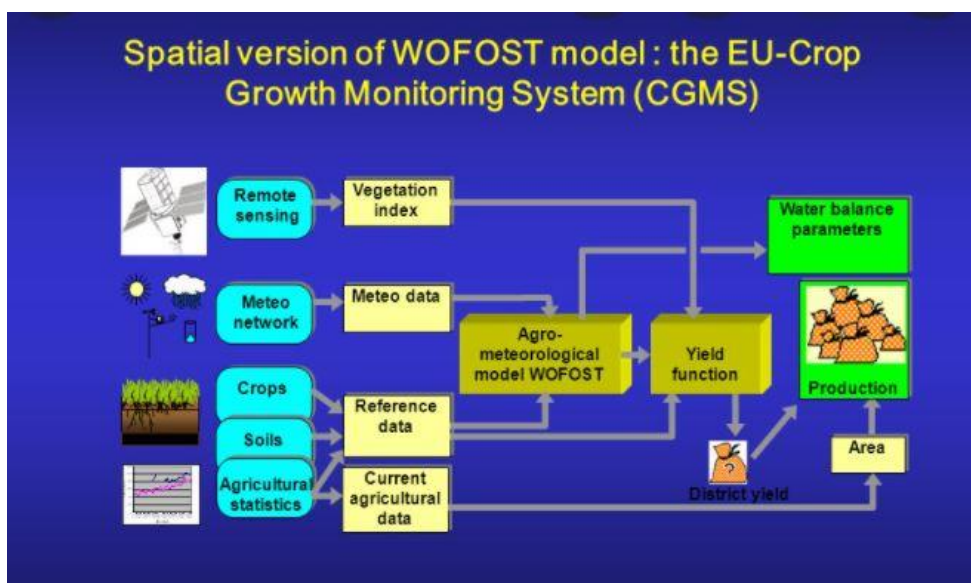 Spatial version of WOFOST model : the EU-Crop
Growth Monitoring System (CGMS)
Remote
sensing
Vegetation
index
Water balance
parameters
Meteo
network
Meteo data
Agro-
meteorological
model WOFOST
Yield
function
Production
Crops
Soils
Agricultural
statistics
Reference
data
Current
agricultural
data
?
District yield
Area